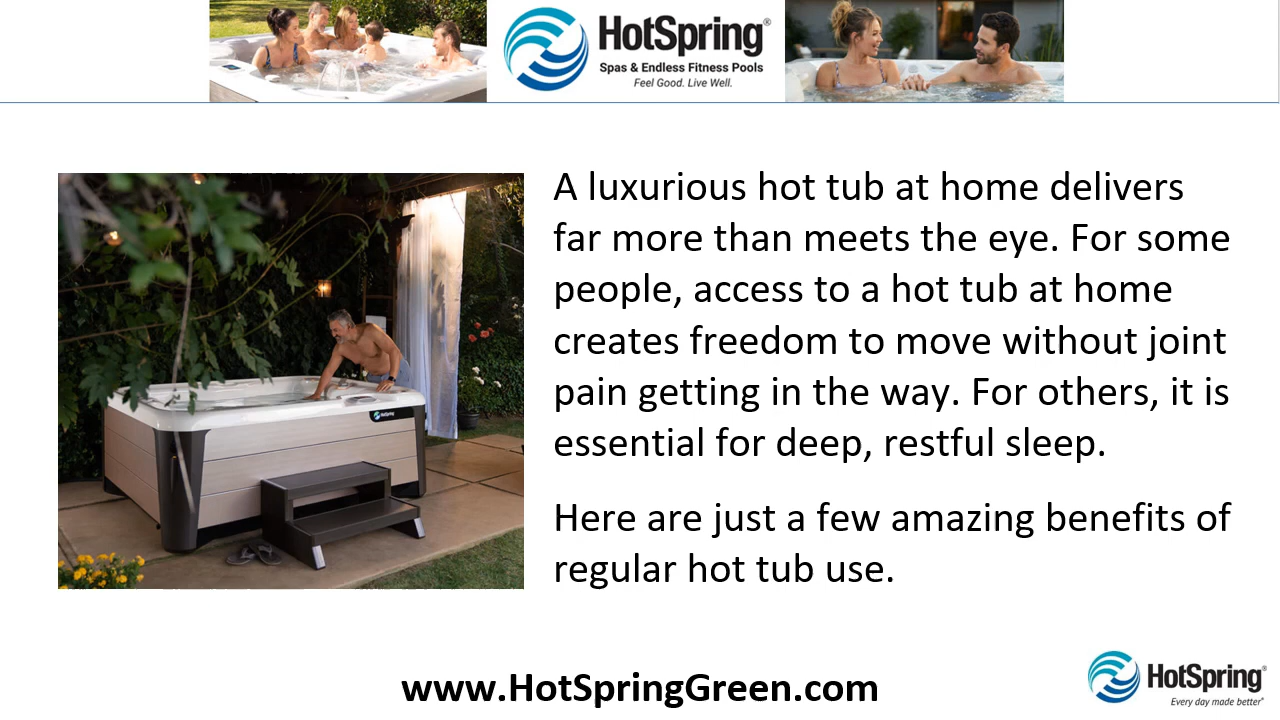 HotSpring®
Spas & Endless Fitness Pools
Feel Good. Live Well.
A luxurious hot tub at home delivers
far more than meets the eye. For some
people, access to a hot tub at home
creates freedom to move without joint
pain getting in the way. For others, it is
essential for deep, restful sleep.
Here are just a few amazing benefits of
regular hot tub use.
HotSpring
www.HotSpringGreen.com
HotSpring®
Every day made better®